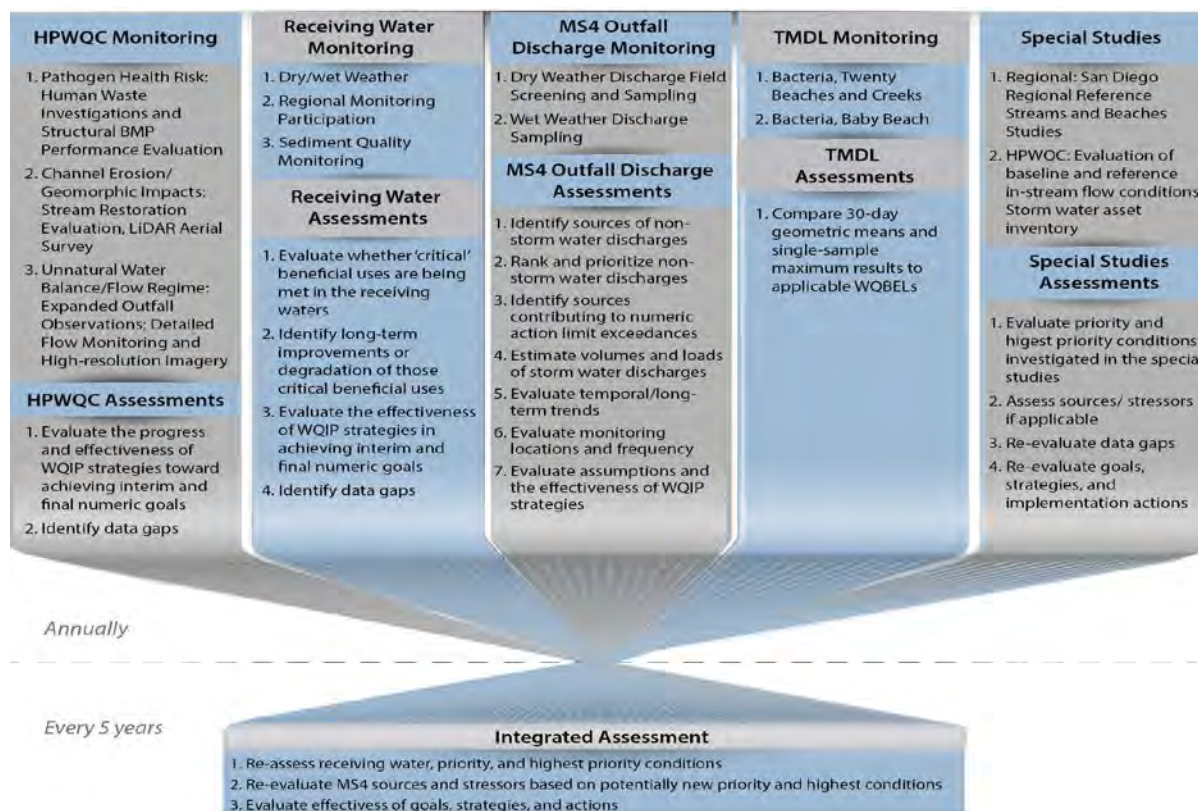 HPWQC Monitoring
1. Pathogen Health Risk:
Human Waste
Investigations and
Structural BMP
Performance Evaluation
2. Channel Erosion/
Geomorphic Impacts:
Stream Restoration
Evaluation, LiDAR Aerial
Survey
3. Unnatural Water
Balance/Flow Regime:
Expanded Outfall
Observations; Detailed
Flow Monitoring and
High-resolution Imagery
HPWQC Assessments
1. Evaluate the progress
and effectiveness of
WQIP strategies toward
achieving interim and
final numeric goals
2. Identify data gaps
Receiving Water
Monitoring
1. Dry/wet Weather
2. Regional Monitoring
Participation
3. Sediment Quality
Monitoring
Receiving Water
Assessments
1. Evaluate whether 'critical'
beneficial uses are being
met in the receiving
waters
2. Identify long-term
improvements or
degradation of those
critical beneficial uses
3. Evaluate the effectiveness
of WQIP strategies in
achieving interim and
final numeric goals
4. Identify data gaps
MS4 Outfall
Discharge Monitoring
1. Dry Weather Discharge Field
Screening and Sampling
2. Wet Weather Discharge
Sampling
MS4 Outfall Discharge
Assessments
1. Identify sources of non-
storm water discharges
2. Rank and prioritize non-
storm water discharges
3. Identify sources
contributing to numeric
action limit exceedances
4. Estimate volumes and loads
of storm water discharges
5. Evaluate temporal/long-
term trends
6. Evaluate monitoring
locations and frequency
7. Evaluate assumptions and
the effectiveness of WQIP
strategies
TMDL Monitoring
1. Bacteria, Twenty
Beaches and Creeks
2. Bacteria, Baby Beach
TMDL
Assessments
1. Compare 30-day
geometric means and
single-sample
maximum results to
applicable WQBELs
Special Studies
1. Regional: San Diego
Regional Reference
Streams and Beaches
Studies
2. HPWQC: Evaluation of
baseline and reference
in-stream flow conditions
Storm water asset
inventory
Special Studies
Assessments
1. Evaluate priority and
higest priority conditions
investigated in the special
studies
2. Assess sources/ stressors
if applicable
3. Re-evaluate data gaps
4. Re-evaluate goals,
strategies, and
implementation actions
Annually
Every 5 years
Integrated Assessment
1. Re-assess receiving water, priority, and highest priority conditions
2. Re-evaluate MS4 sources and stressors based on potentially new priority and highest conditions
3. Evaluate effectivess of goals, strategies, and actions